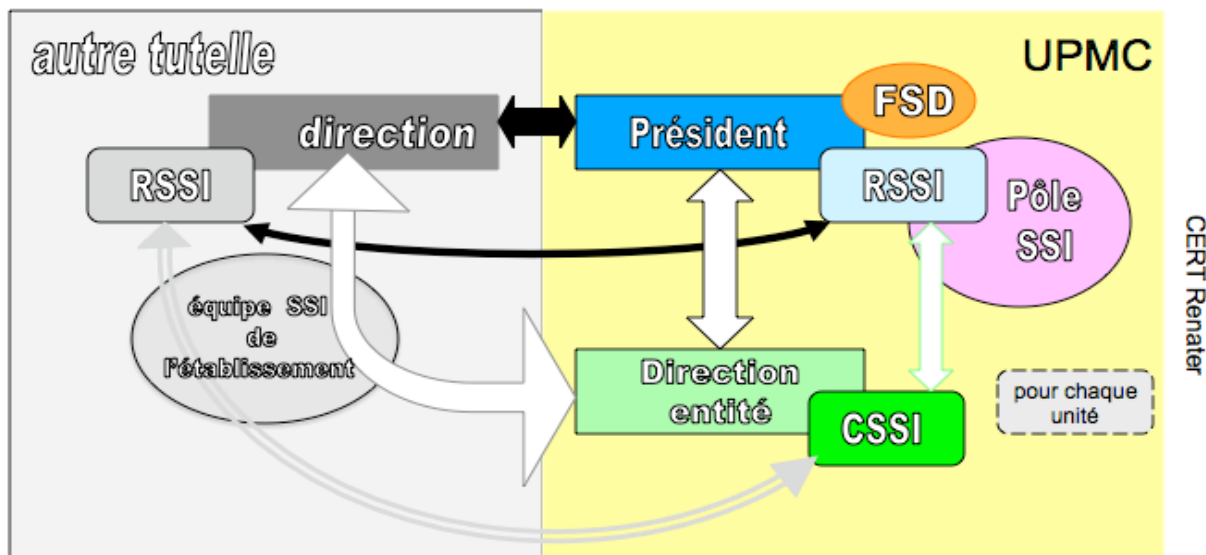 autre tutelle
UPMC
FSD
direction
Président
RSSI
RSSI
Pôle
SSI
équipe SSI
de
l'établissement
Direction
entité
CSSI
pour chaque
unité
CERT Renater